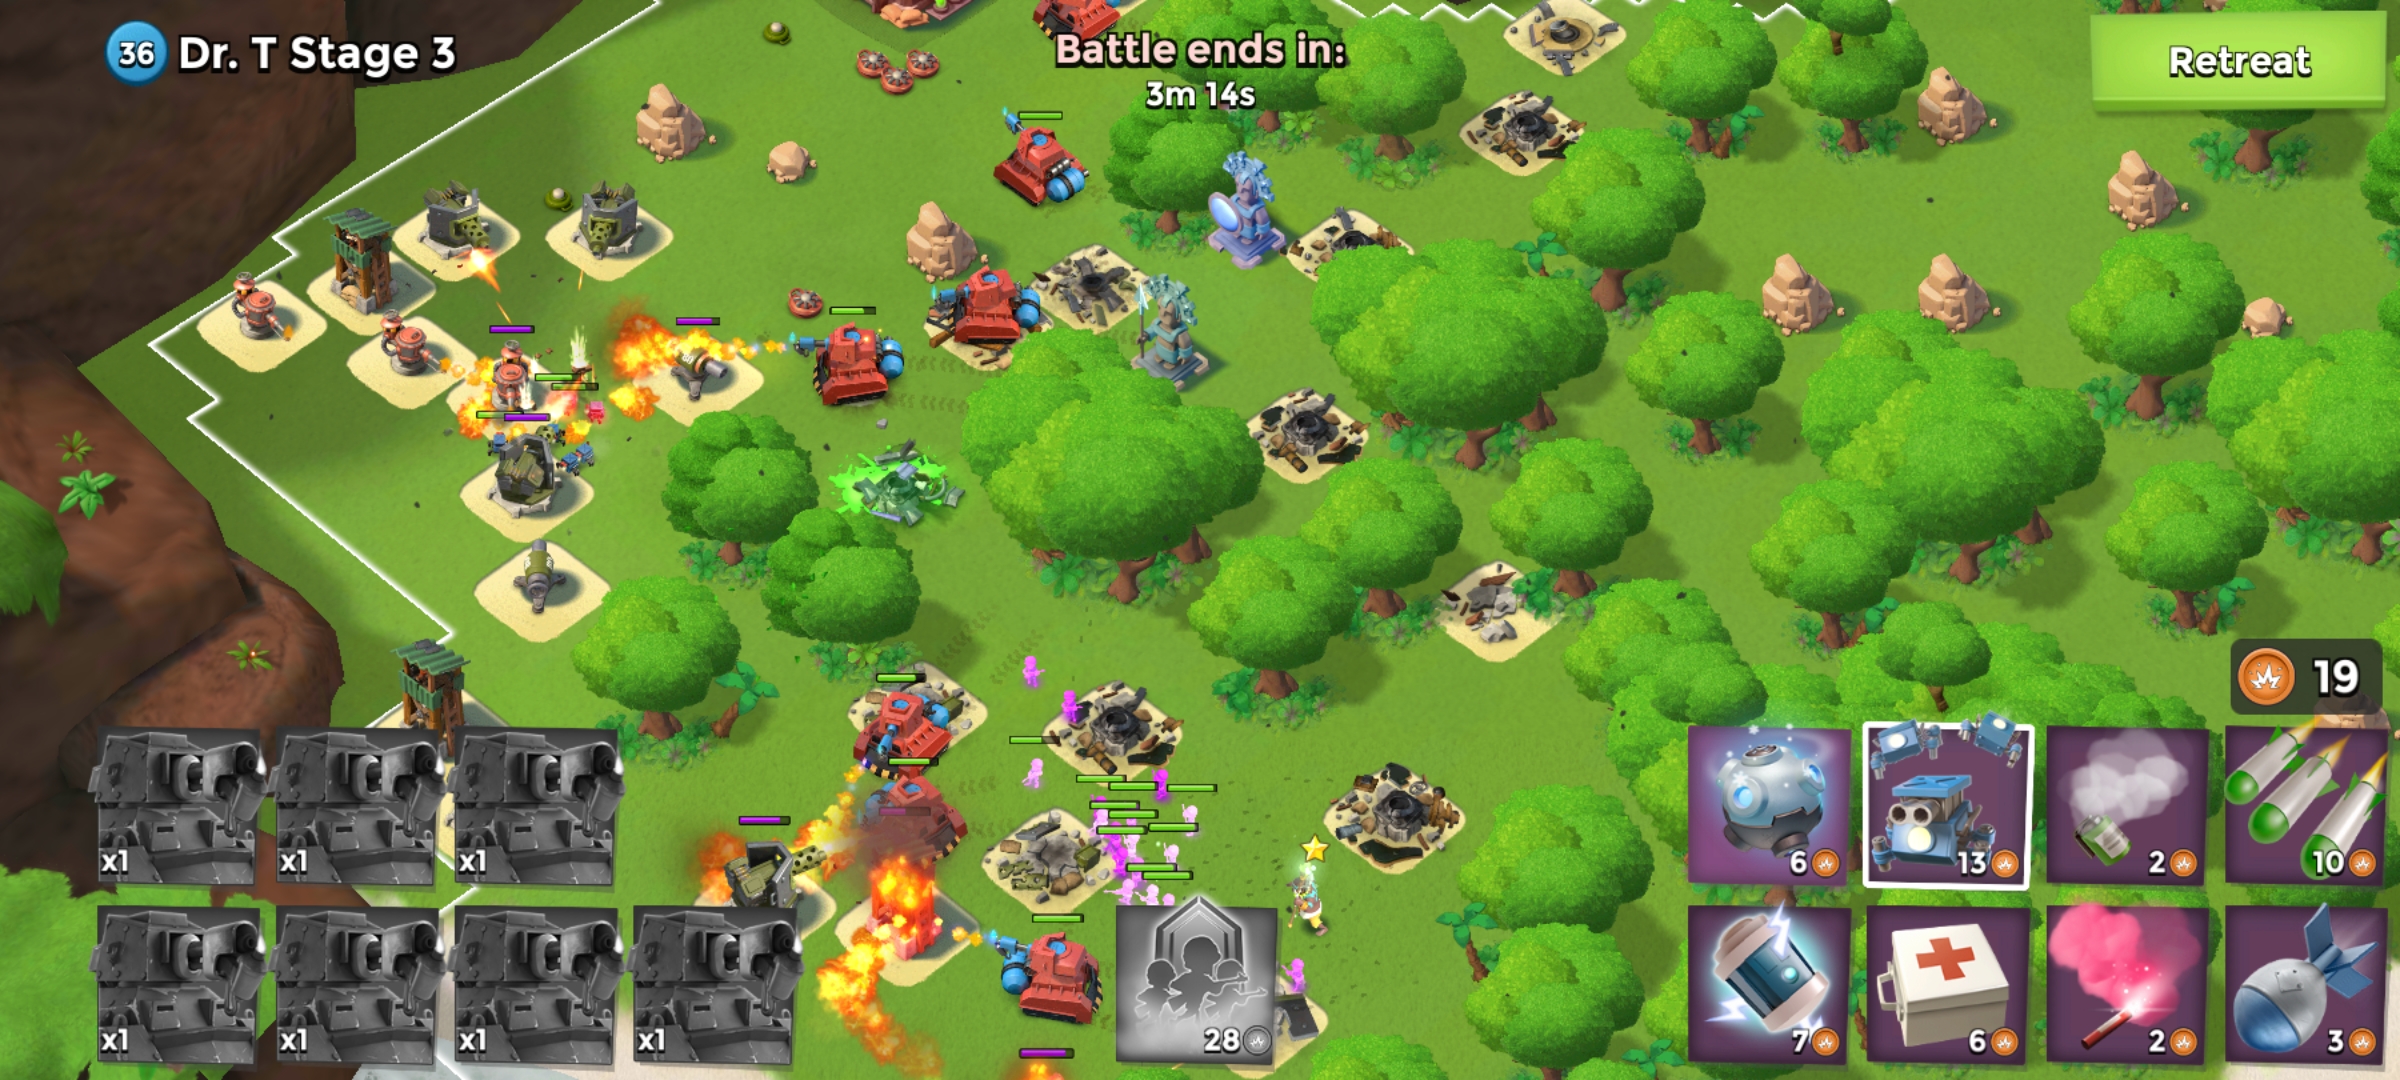 36 Dr. T Stage 3
Battle ends in:
3m 14s
Retreat
19
x1 x1 x1
6 13 2 10
x1 x1 x1 x1
28
7 6 2 3